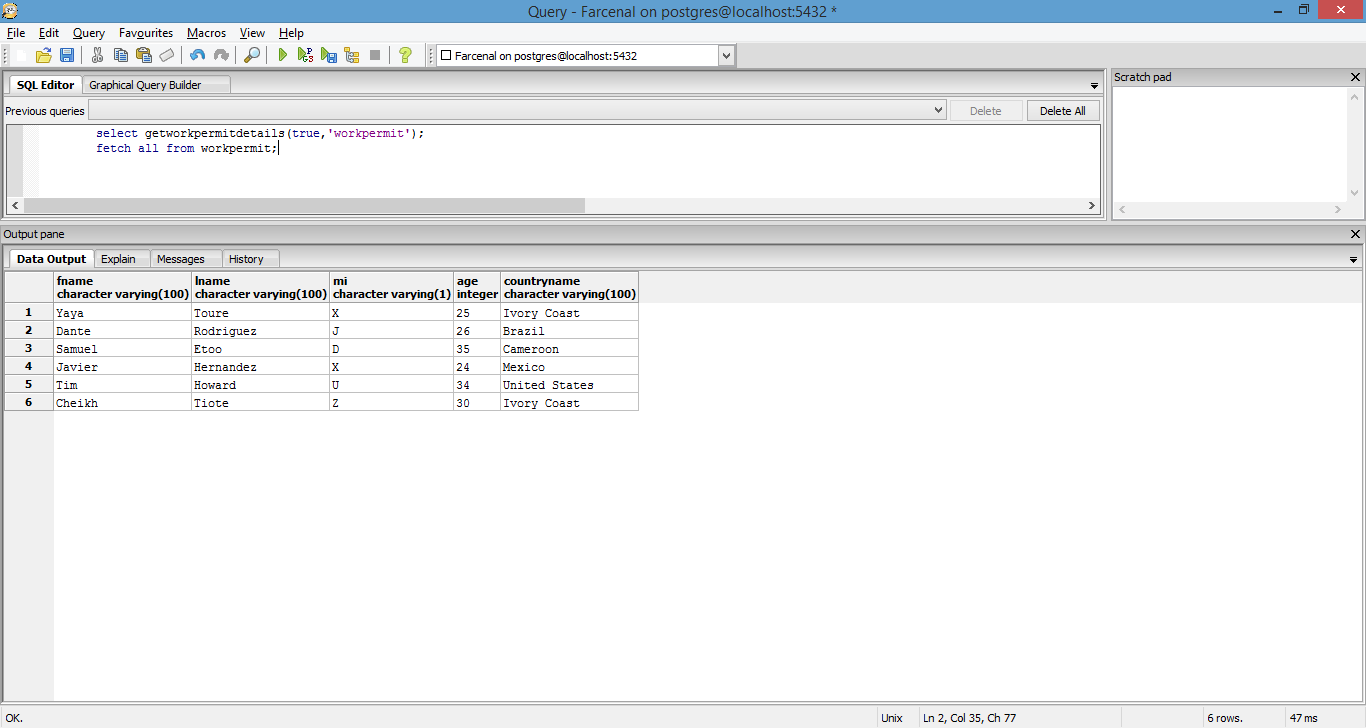 Query - Farcenal on postgres@localhost:5432 *
File Edit Query Favourites Macros View Help
Farcenal on postgres@localhost:5432
SQL Editor Graphical Query Builder
Scratch pad
Previous queries Delete Delete All
select getworkpermitdetails(true,'workpermit');
fetch all from workpermit;
Output pane
Data Output Explain Messages History
fname lname mi age countryname
character varying(100) character varying(100) character varying(1) integer character varying(100)
1 Yaya Toure X 25 Ivory Coast
2 Dante Rodriguez J 26 Brazil
3 Samuel Etoo D 35 Cameroon
4 Javier Hernandez X 24 Mexico
5 Tim Howard U 34 United States
6 Cheikh Tiote Z 30 Ivory Coast
OK. Unix Ln 2, Col 35, Ch 77 6 rows. 47 ms